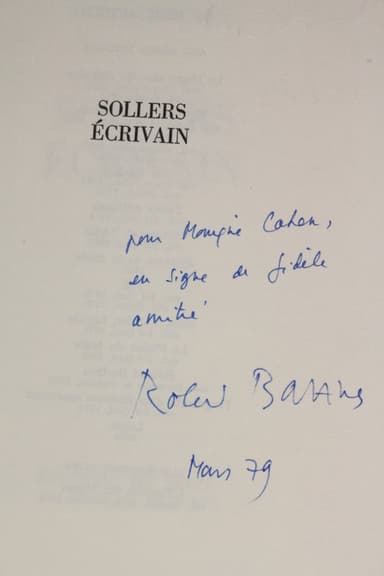 SOLLERS
ÉCRIVAIN
pour Monique Cahen,
en signe de fidèle
amitié
Roland Barthes
Mars 79